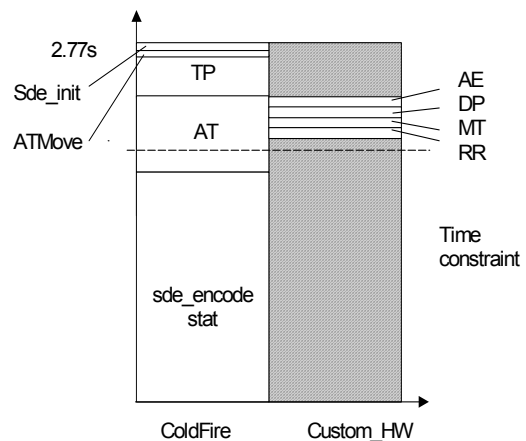 2.77s
Sde_init
ATMove
TP
AT
sde_encode
stat
AE
DP
MT
RR
Time
constraint
ColdFire
Custom_HW